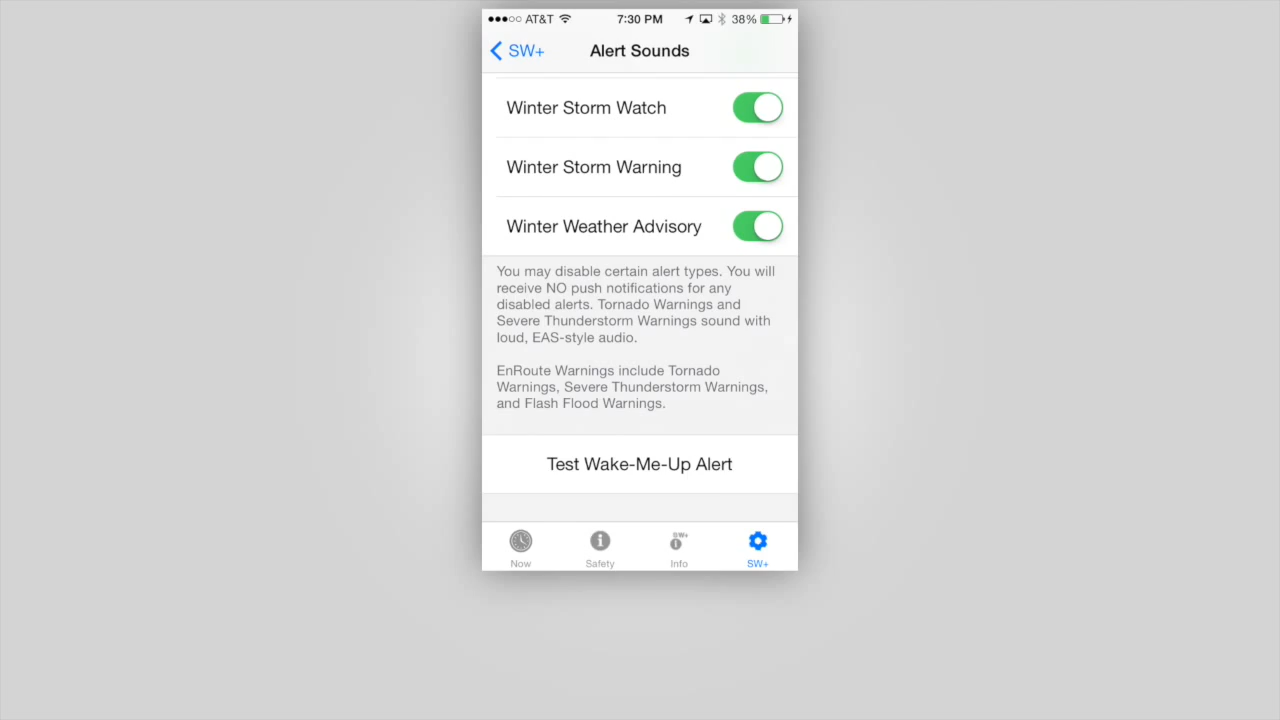 AT&T 7:30 PM 38%
SW+ Alert Sounds
Winter Storm Watch
Winter Storm Warning
Winter Weather Advisory
You may disable certain alert types. You will
receive NO push notifications for any
disabled alerts. Tornado Warnings and
Severe Thunderstorm Warnings sound with
loud, EAS-style audio.
EnRoute Warnings include Tornado
Warnings, Severe Thunderstorm Warnings,
and Flash Flood Warnings.
Test Wake-Me-Up Alert
SW+
Now Safety Info SW+